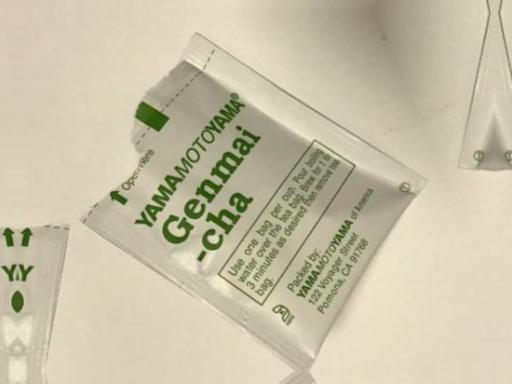 Open Here
YAMAMOTOYAMA®
Genmai
-cha
Use one bag per cup. Pour boiling
water over the tea bag. Brew for 1 to
3 minutes as desired then remove tea
bag.
Packed by:
YAMAMOTOYAMA of America
122 Voyager Street
Pomona, CA 91768